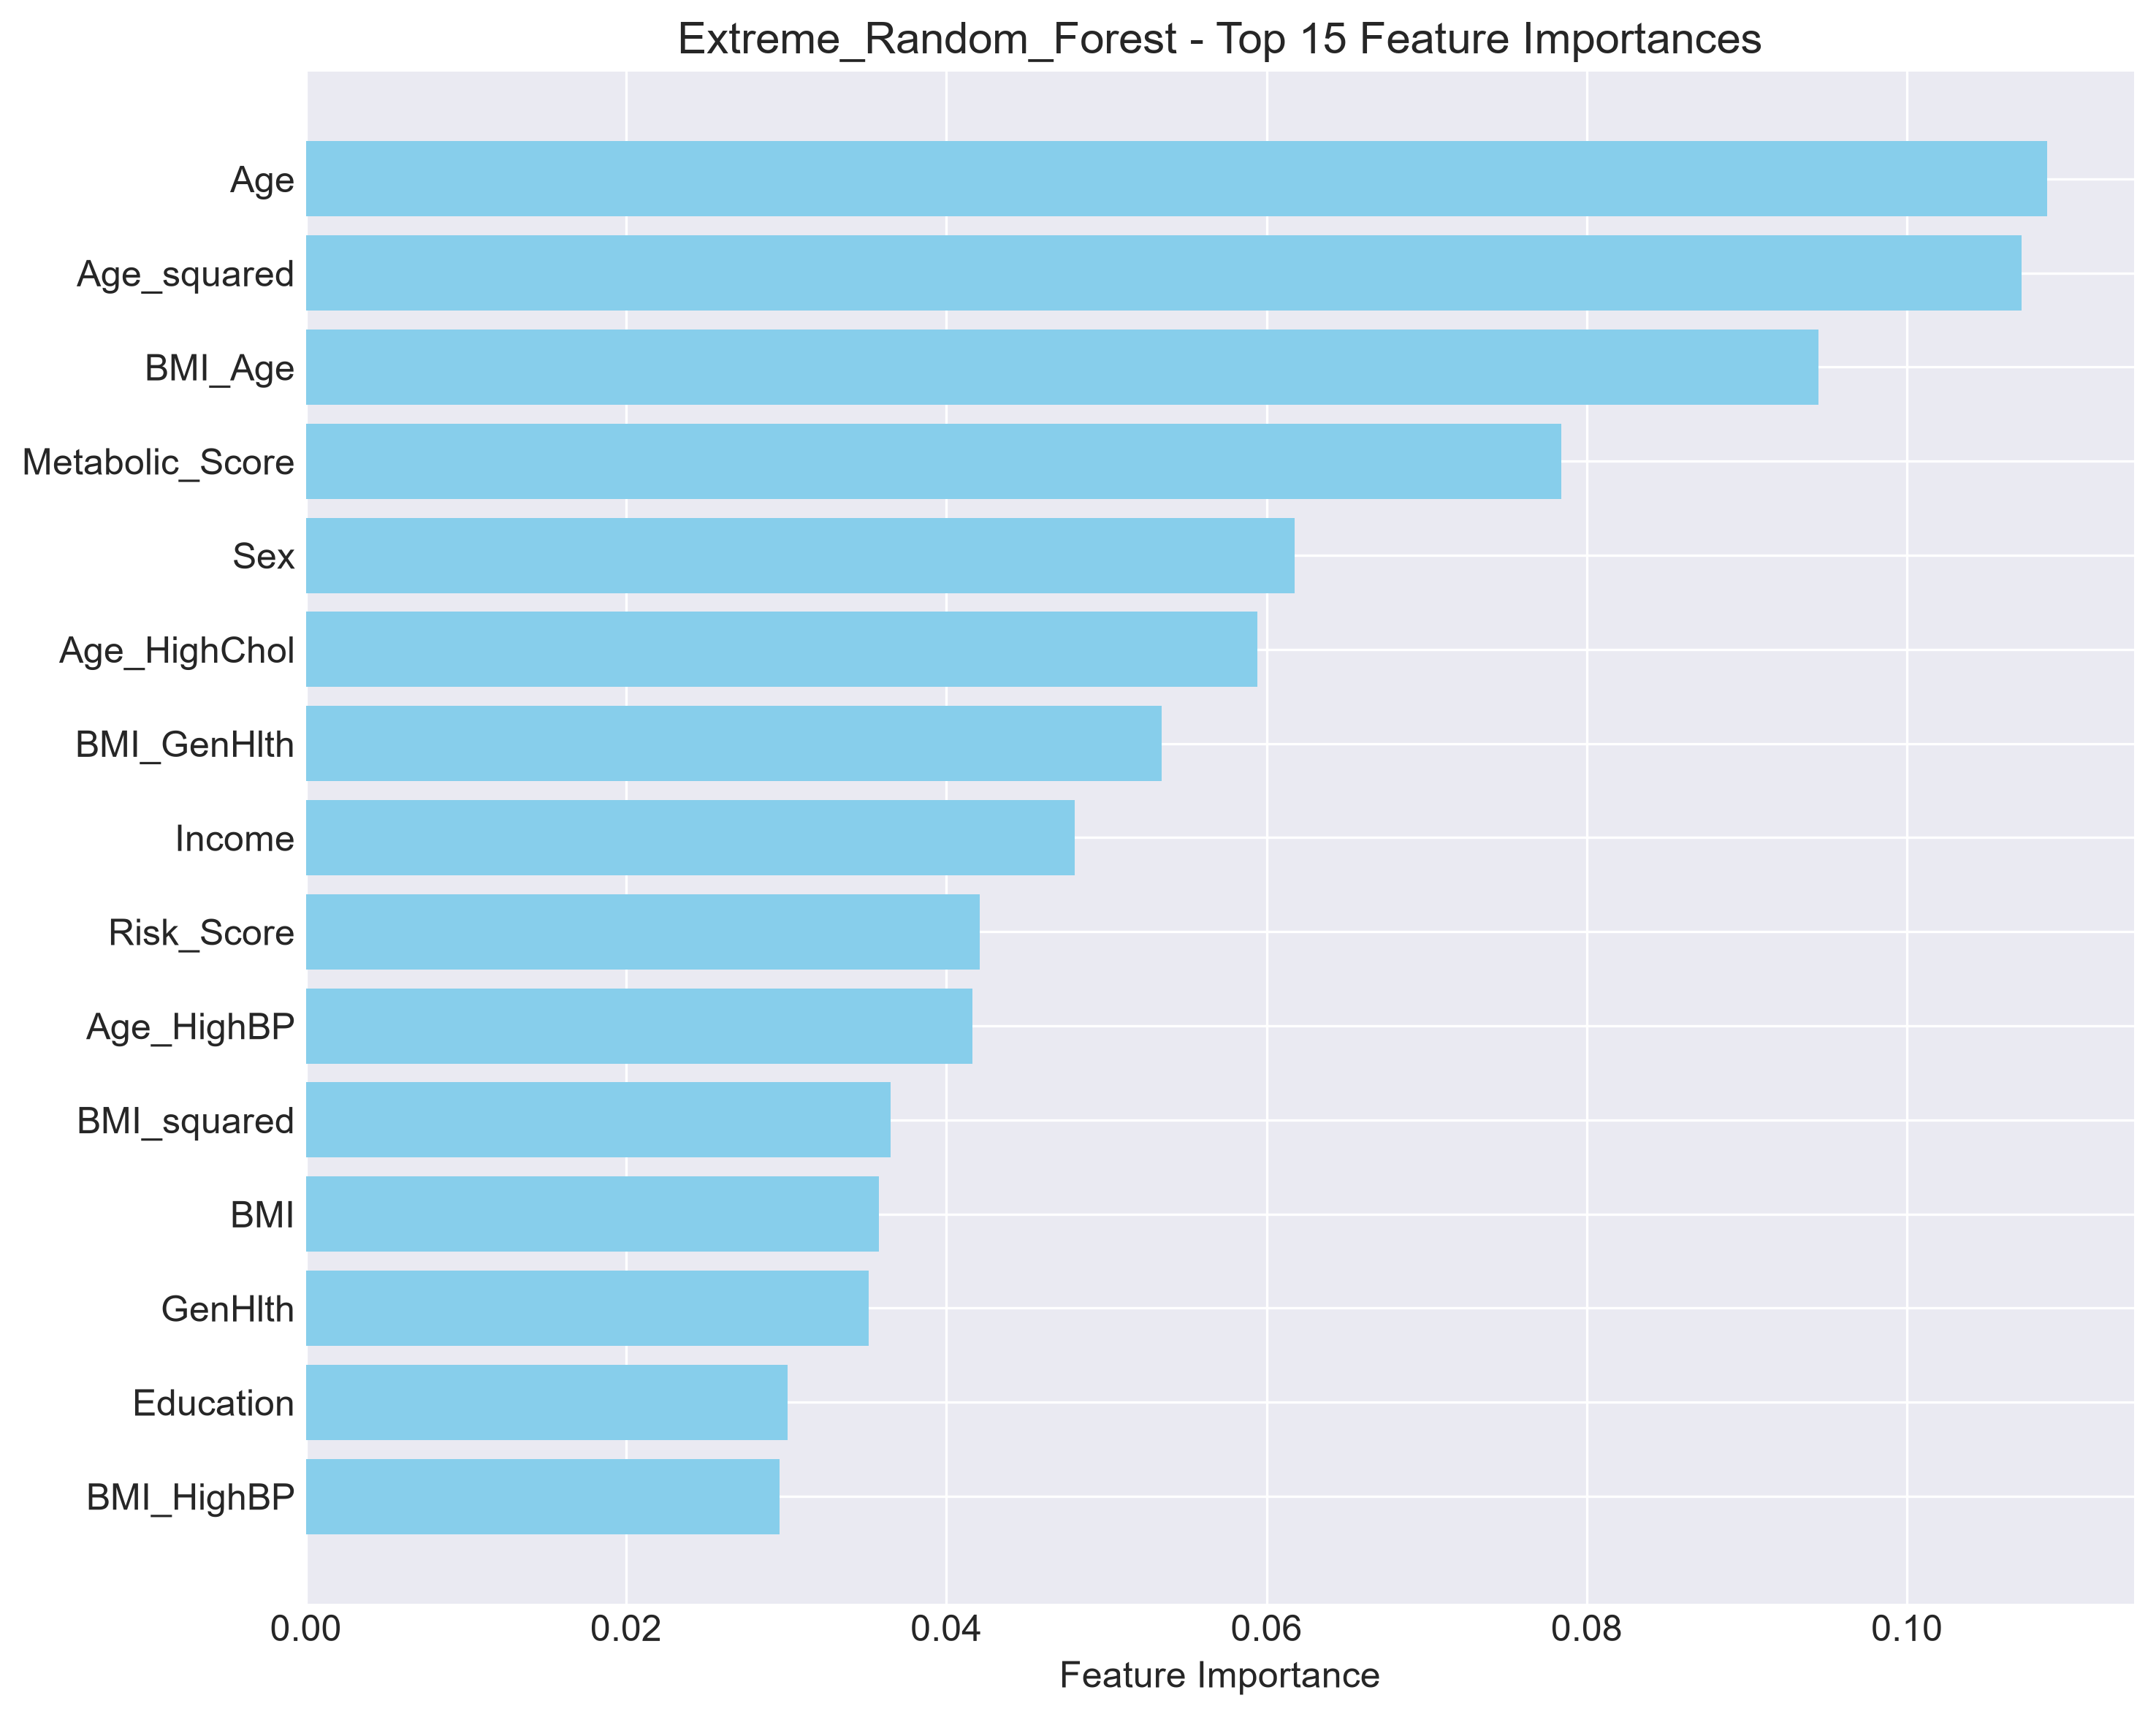 Extreme_Random_Forest - Top 15 Feature Importances
Age
Age_squared
BMI_Age
Metabolic_Score
Sex
Age_HighChol
BMI_GenHlth
Income
Risk_Score
Age_HighBP
BMI_squared
BMI
GenHlth
Education
BMI_HighBP
0.00 0.02 0.04 0.06 0.08 0.10
Feature Importance